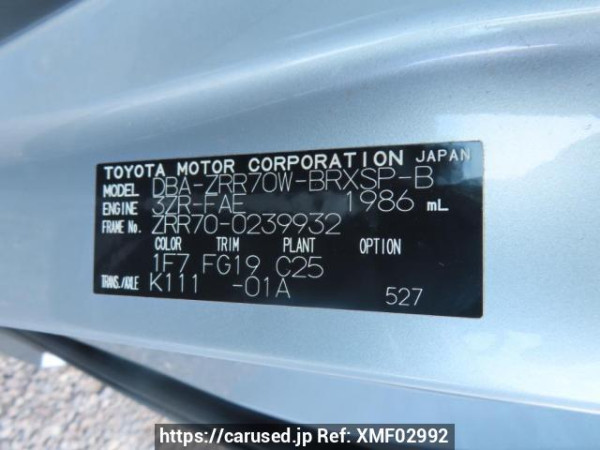 TOYOTA MOTOR CORPORATION JAPAN
MODEL DBA-ZRR70W-BRXSP-B
ENGINE 3ZR-FAE 1986 mL
FRAME No. ZRR70-0239932
COLOR TRIM PLANT OPTION
1F7 FG19 C25
TRANS./AXLE K111 -01A
527
https://carused.jp Ref: XMF02992